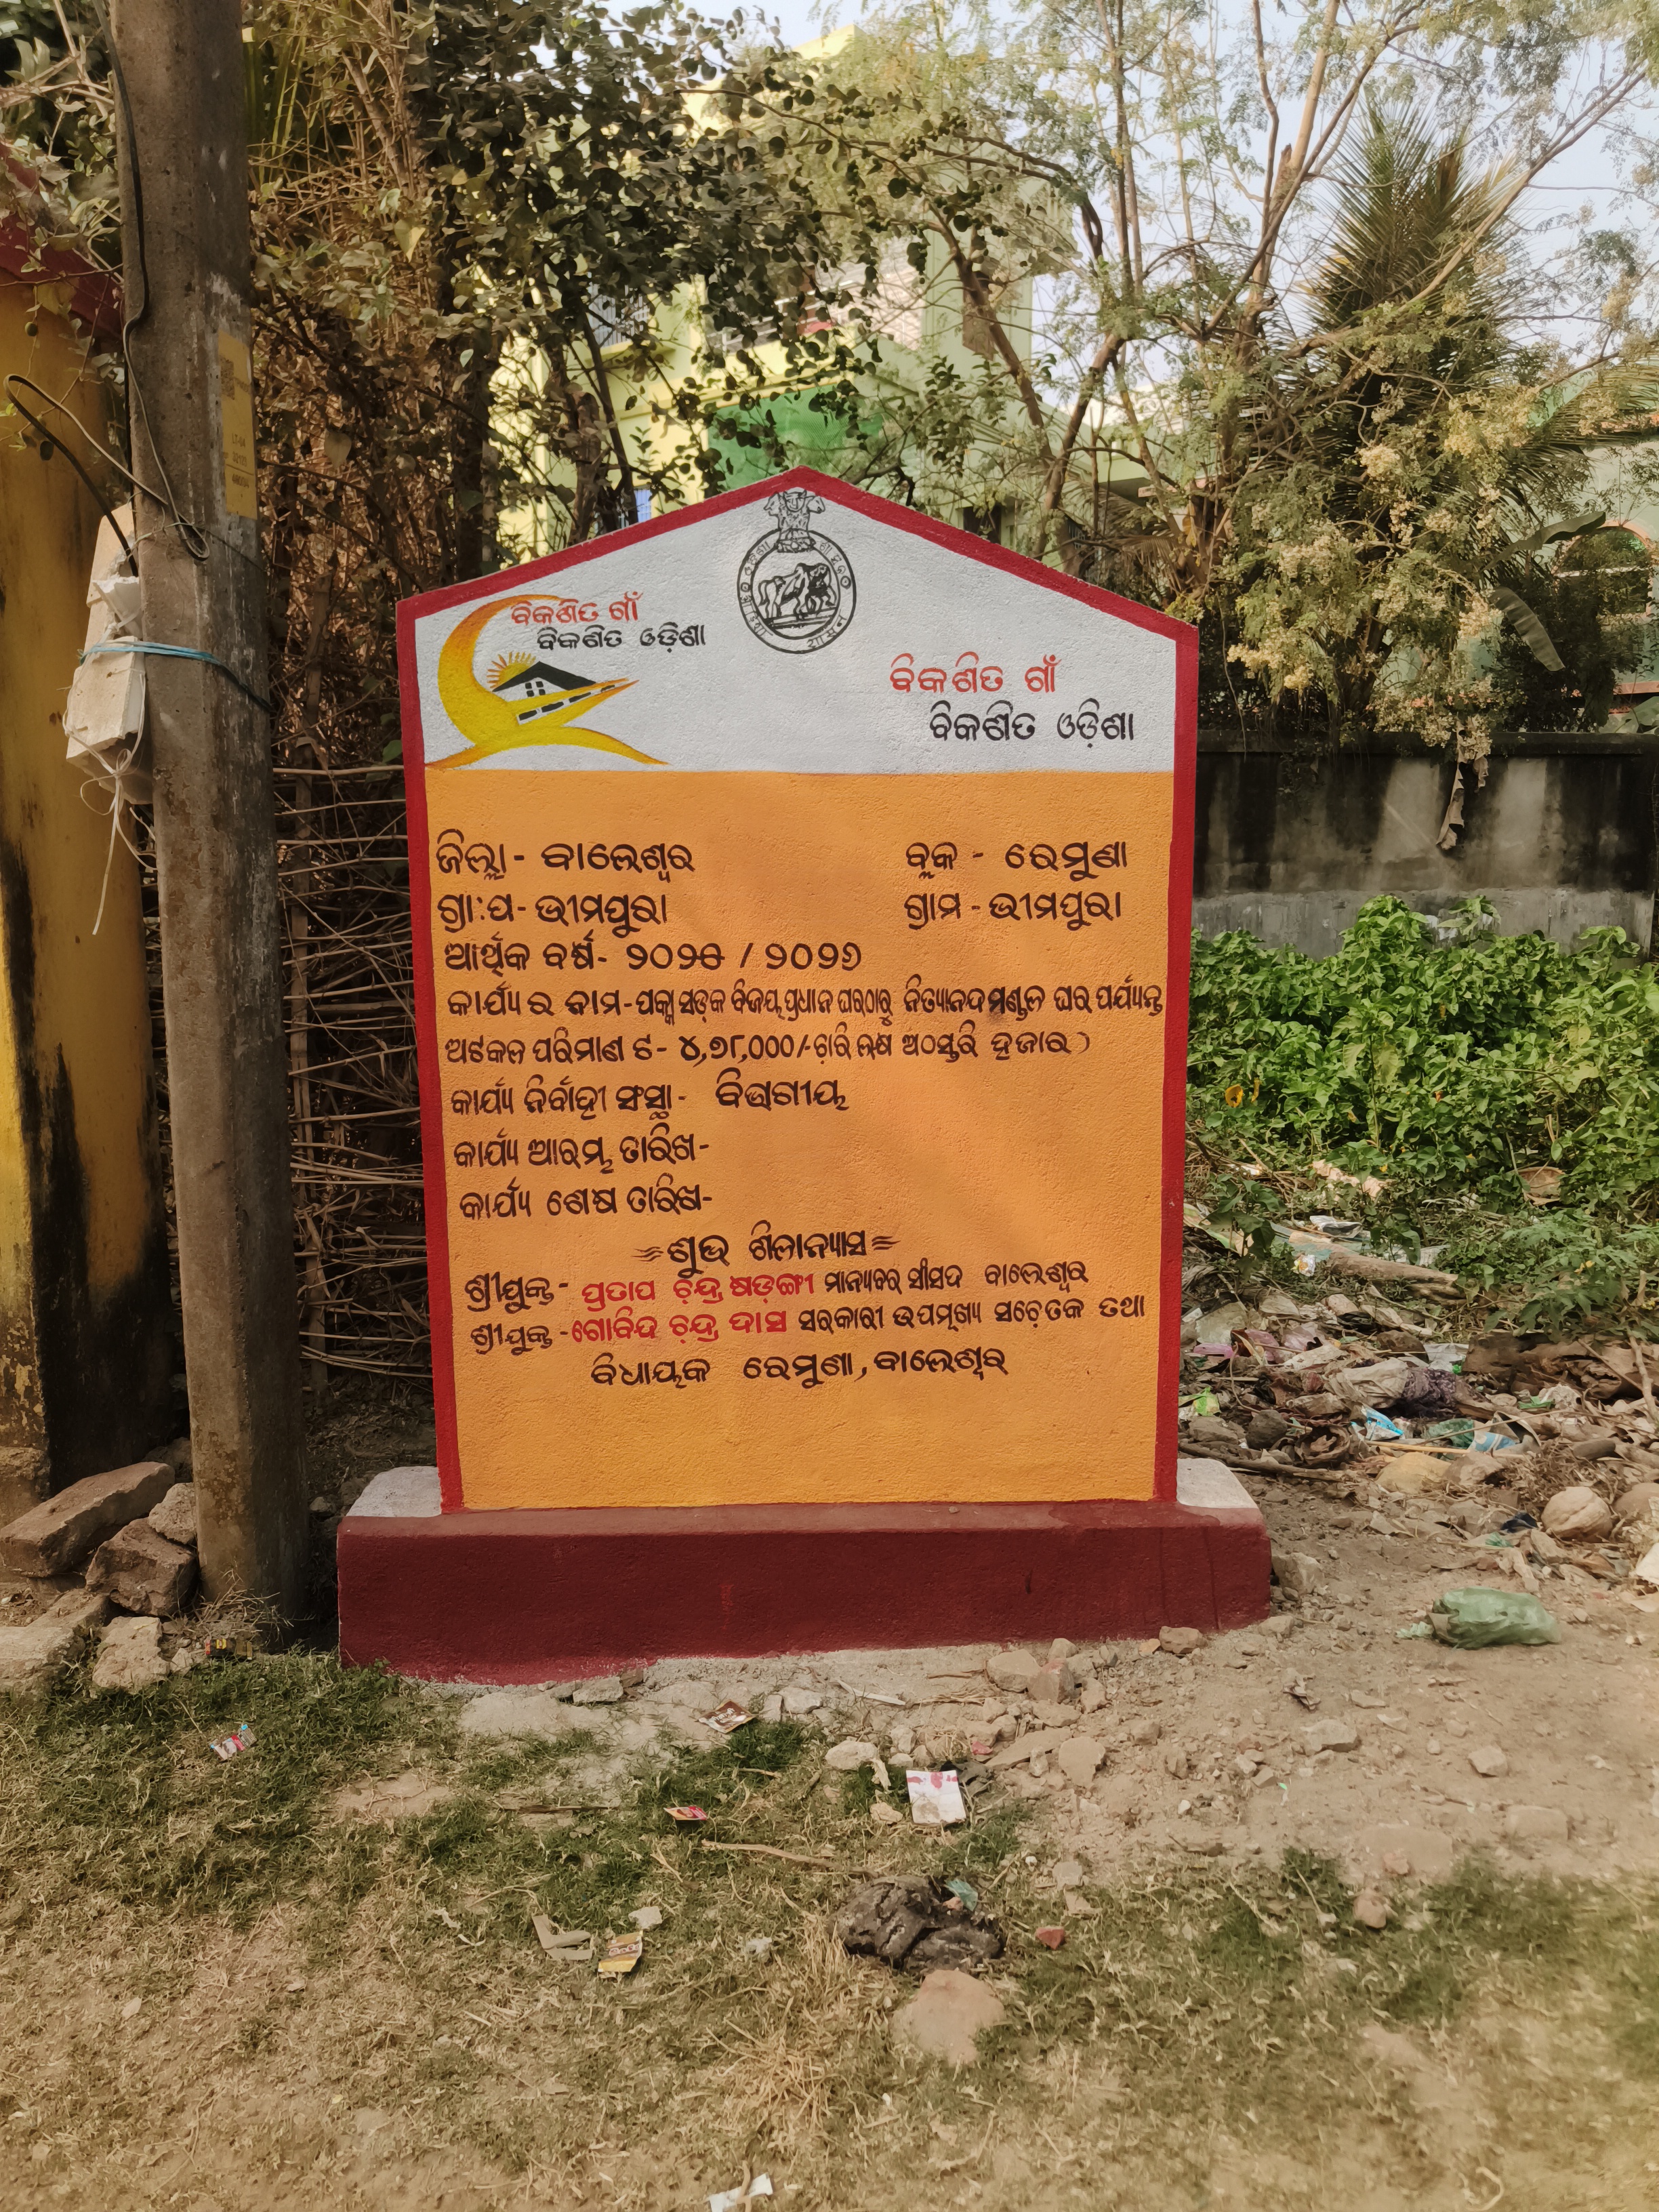 ବିକଶିତ ଗାଁ
ବିକଶିତ ଓଡ଼ିଶା
ବିକଶିତ ଗାଁ
ବିକଶିତ ଓଡ଼ିଶା
ଜିଲ୍ଲା - ବାଲେଶ୍ୱର
ବ୍ଲକ - ରେମୁଣା
ଗ୍ରା:ପ - ଭୀମପୁରା
ଗ୍ରାମ - ଭୀମପୁରା
ଆର୍ଥିକ ବର୍ଷ - ୨୦୨୫ / ୨୦୨୬
କାର୍ଯ୍ୟ ର ନାମ - ପକ୍କା ସଡ଼କ ବିଜୟ ପ୍ରଧାନ ଘରଠାରୁ ନିତ୍ୟାନନ୍ଦ ମଣ୍ଡଳ ଘର ପର୍ଯ୍ୟନ୍ତ
ଅଟକଳ ପରିମାଣ ଟ - ୪,୭୮,୦୦୦/- ଚାରି ଲକ୍ଷ ଅଠସ୍ତରି ହଜାର )
କାର୍ଯ୍ୟ ନିର୍ବାହୀ ସଂସ୍ଥା - ବିଭାଗୀୟ
କାର୍ଯ୍ୟ ଆରମ୍ଭ ତାରିଖ -
କାର୍ଯ୍ୟ ଶେଷ ତାରିଖ -
ଶୁଭ ଶିଳାନ୍ୟାସ
ଶ୍ରୀଯୁକ୍ତ - ପ୍ରତାପ ଚନ୍ଦ୍ର ଷଡ଼ଙ୍ଗୀ ମାନ୍ୟବର ସାଂସଦ ବାଲେଶ୍ୱର
ଶ୍ରୀଯୁକ୍ତ - ଗୋବିନ୍ଦ ଚନ୍ଦ୍ର ଦାସ ସରକାରୀ ଉପମୂଖ୍ୟ ସଚେତକ ତଥା
ବିଧାୟକ ରେମୁଣା, ବାଲେଶ୍ୱର